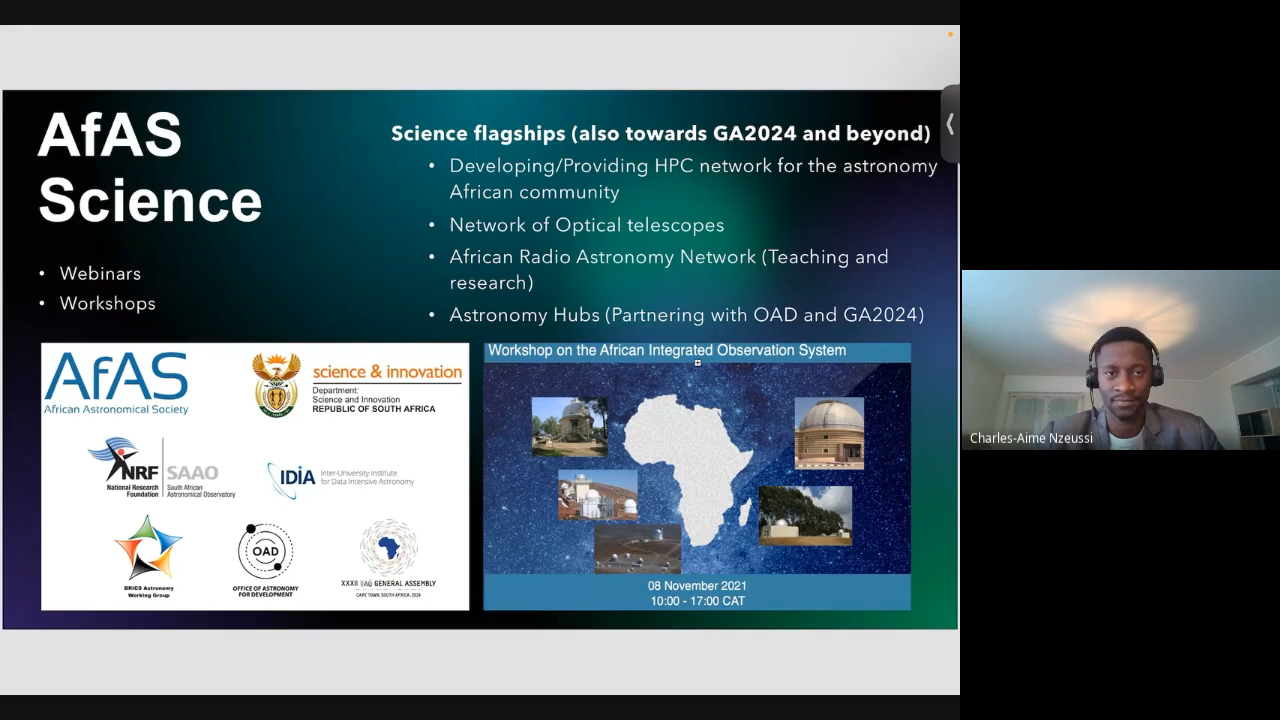 AfAS
Science
• Webinars
• Workshops
Science flagships (also towards GA2024 and beyond)
• Developing/Providing HPC network for the astronomy
African community
• Network of Optical telescopes
• African Radio Astronomy Network (Teaching and
research)
• Astronomy Hubs (Partnering with OAD and GA2024)
AfAS
African Astronomical Society
science & innovation
Department:
Science and Innovation
REPUBLIC OF SOUTH AFRICA
NRF
National Research
Foundation
SAAO
South African
Astronomical Observatory
IDIA
Inter-University Institute
for Data Intensive Astronomy
BRICS Astronomy
Working Group
OAD
OFFICE OF ASTRONOMY
FOR DEVELOPMENT
XXXII IAU GENERAL ASSEMBLY
CAPE TOWN, SOUTH AFRICA, 2024
Workshop on the African Integrated Observation System
08 November 2021
10:00 - 17:00 CAT
Charles-Aime Nzeussi